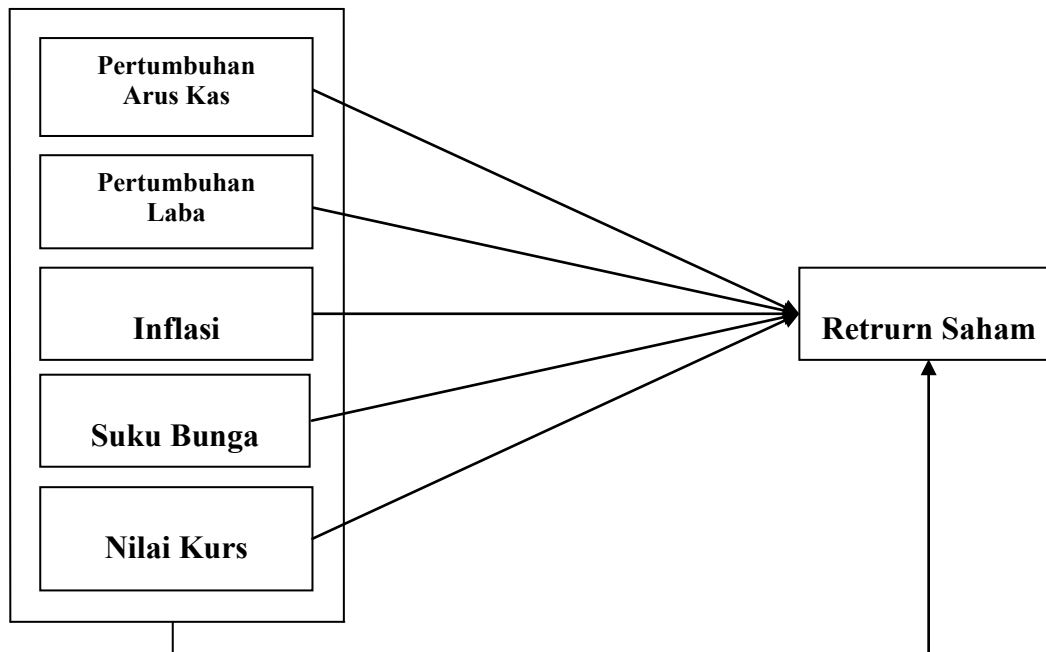 Pertumbuhan
Arus Kas
Pertumbuhan
Laba
Inflasi
Retrurn Saham
Suku Bunga
Nilai Kurs